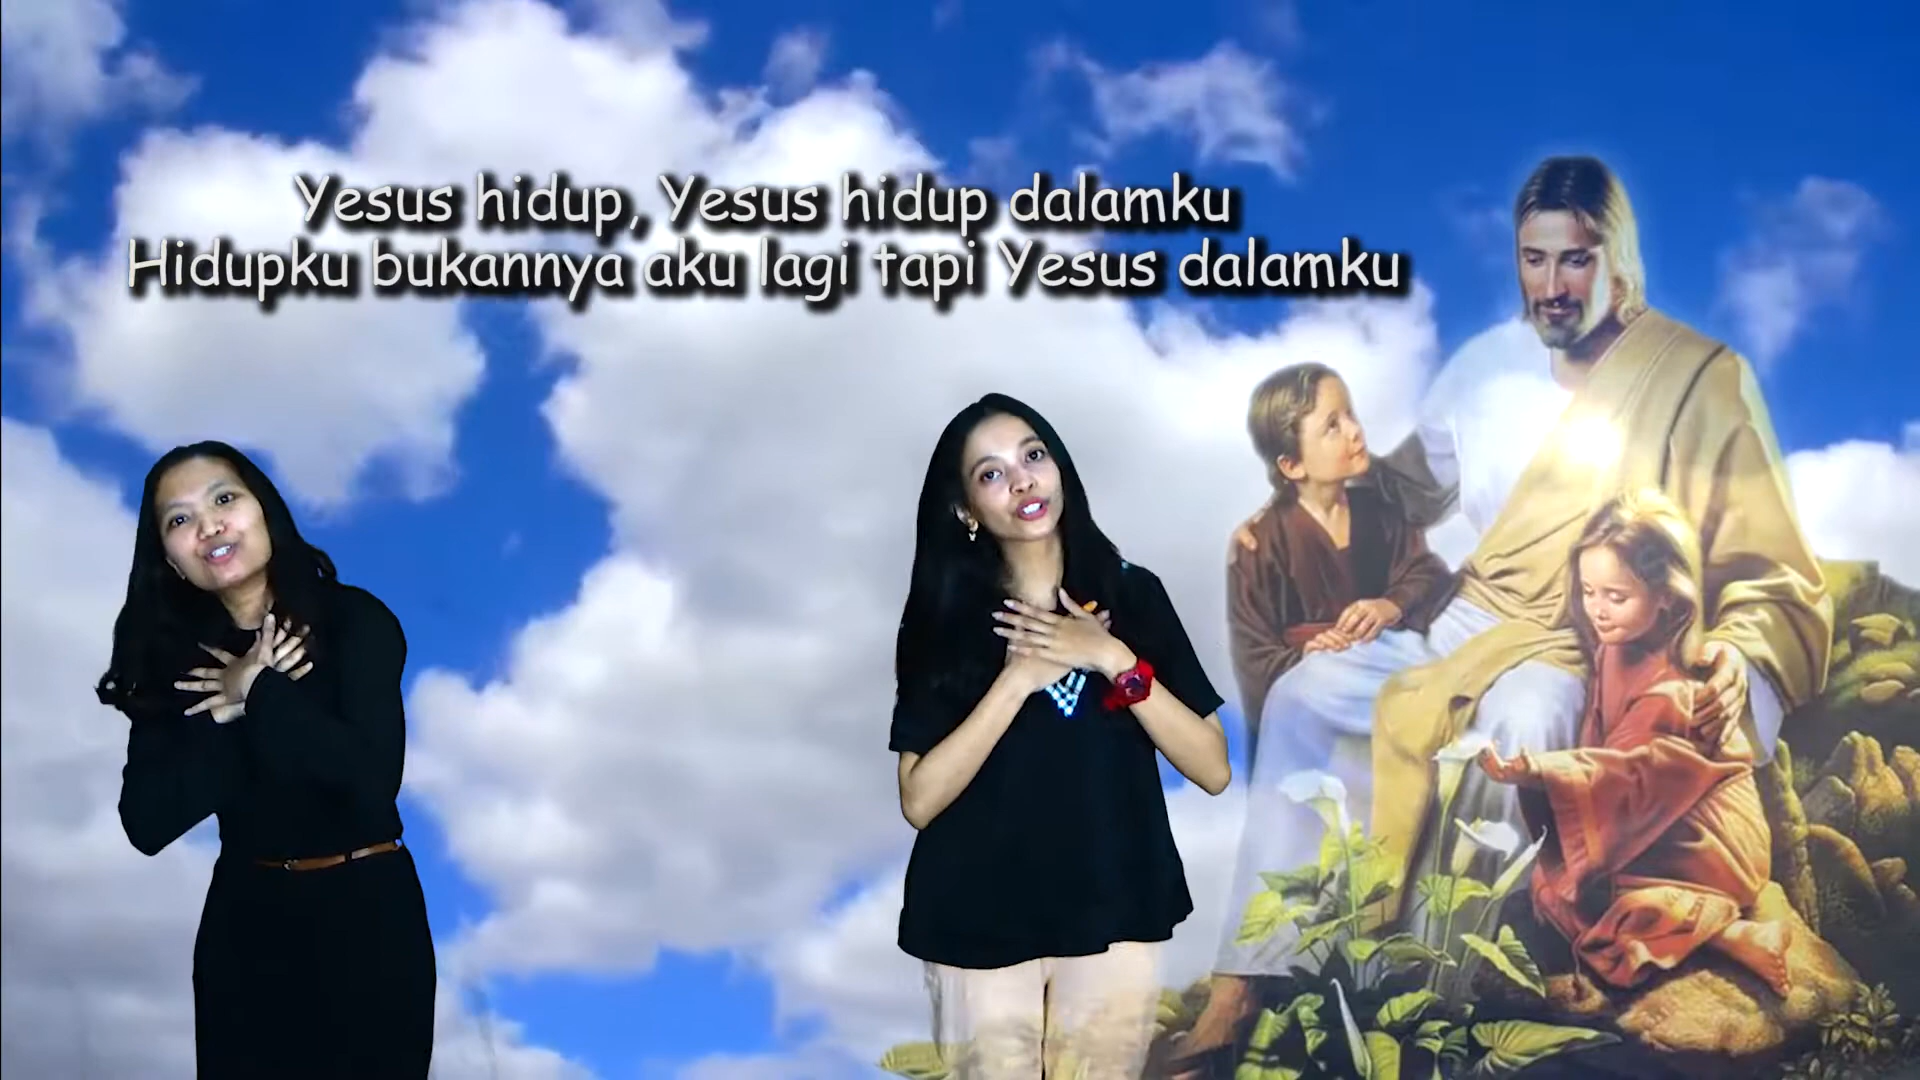 Yesus hidup, Yesus hidup dalamku
Hidupku bukannya aku lagi tapi Yesus dalamku